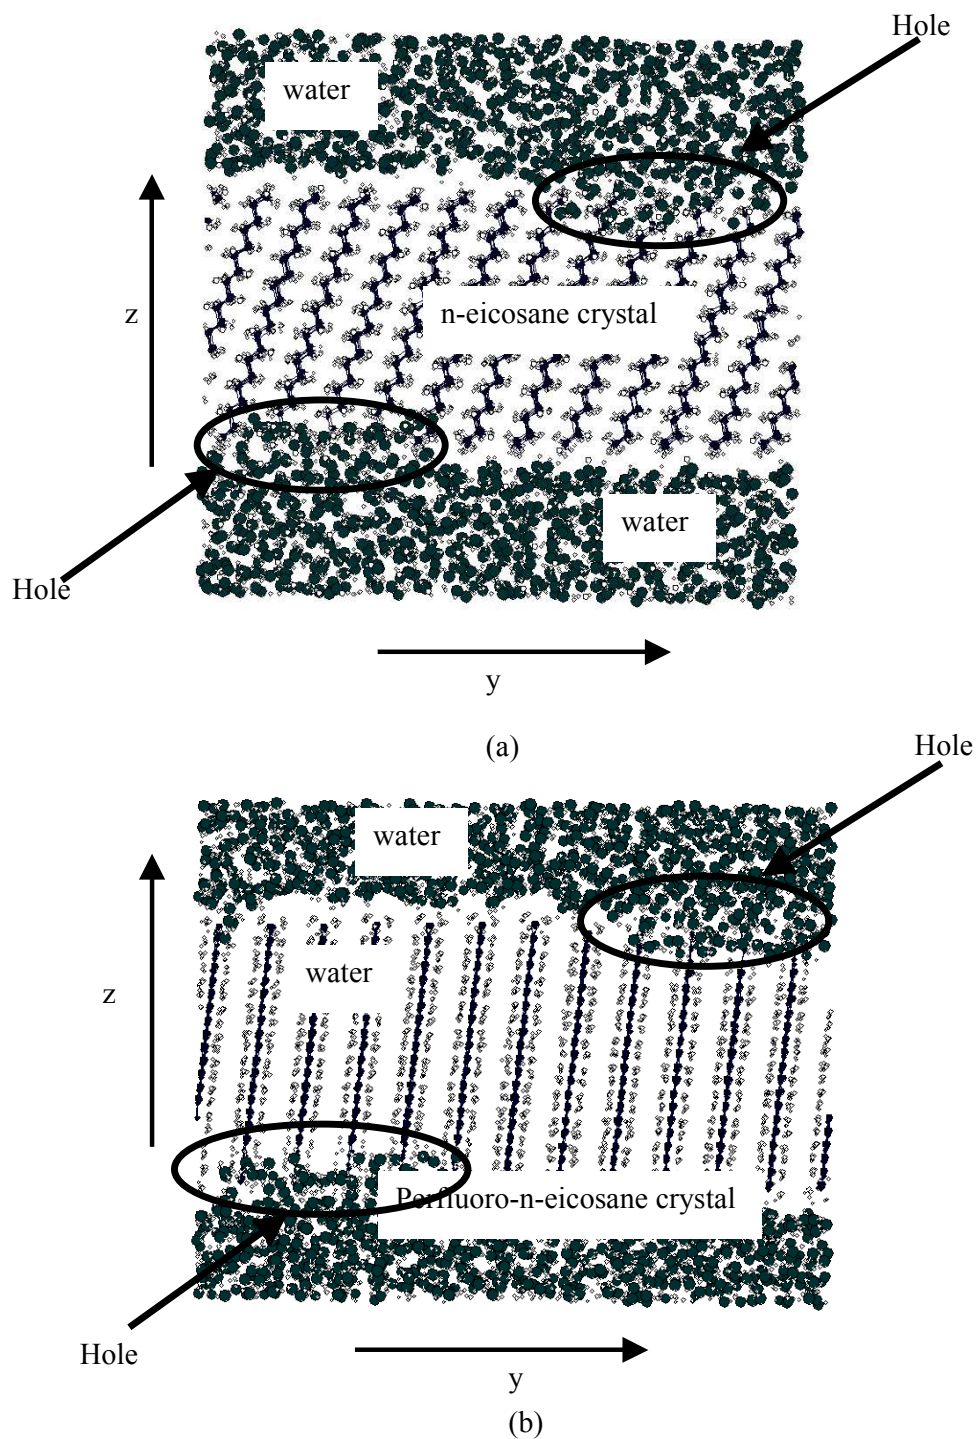 Hole
water
z
n-eicosane crystal
water
Hole
y
(a)
Hole
water
z
water
Perfluoro-n-eicosane crystal
Hole
y
(b)